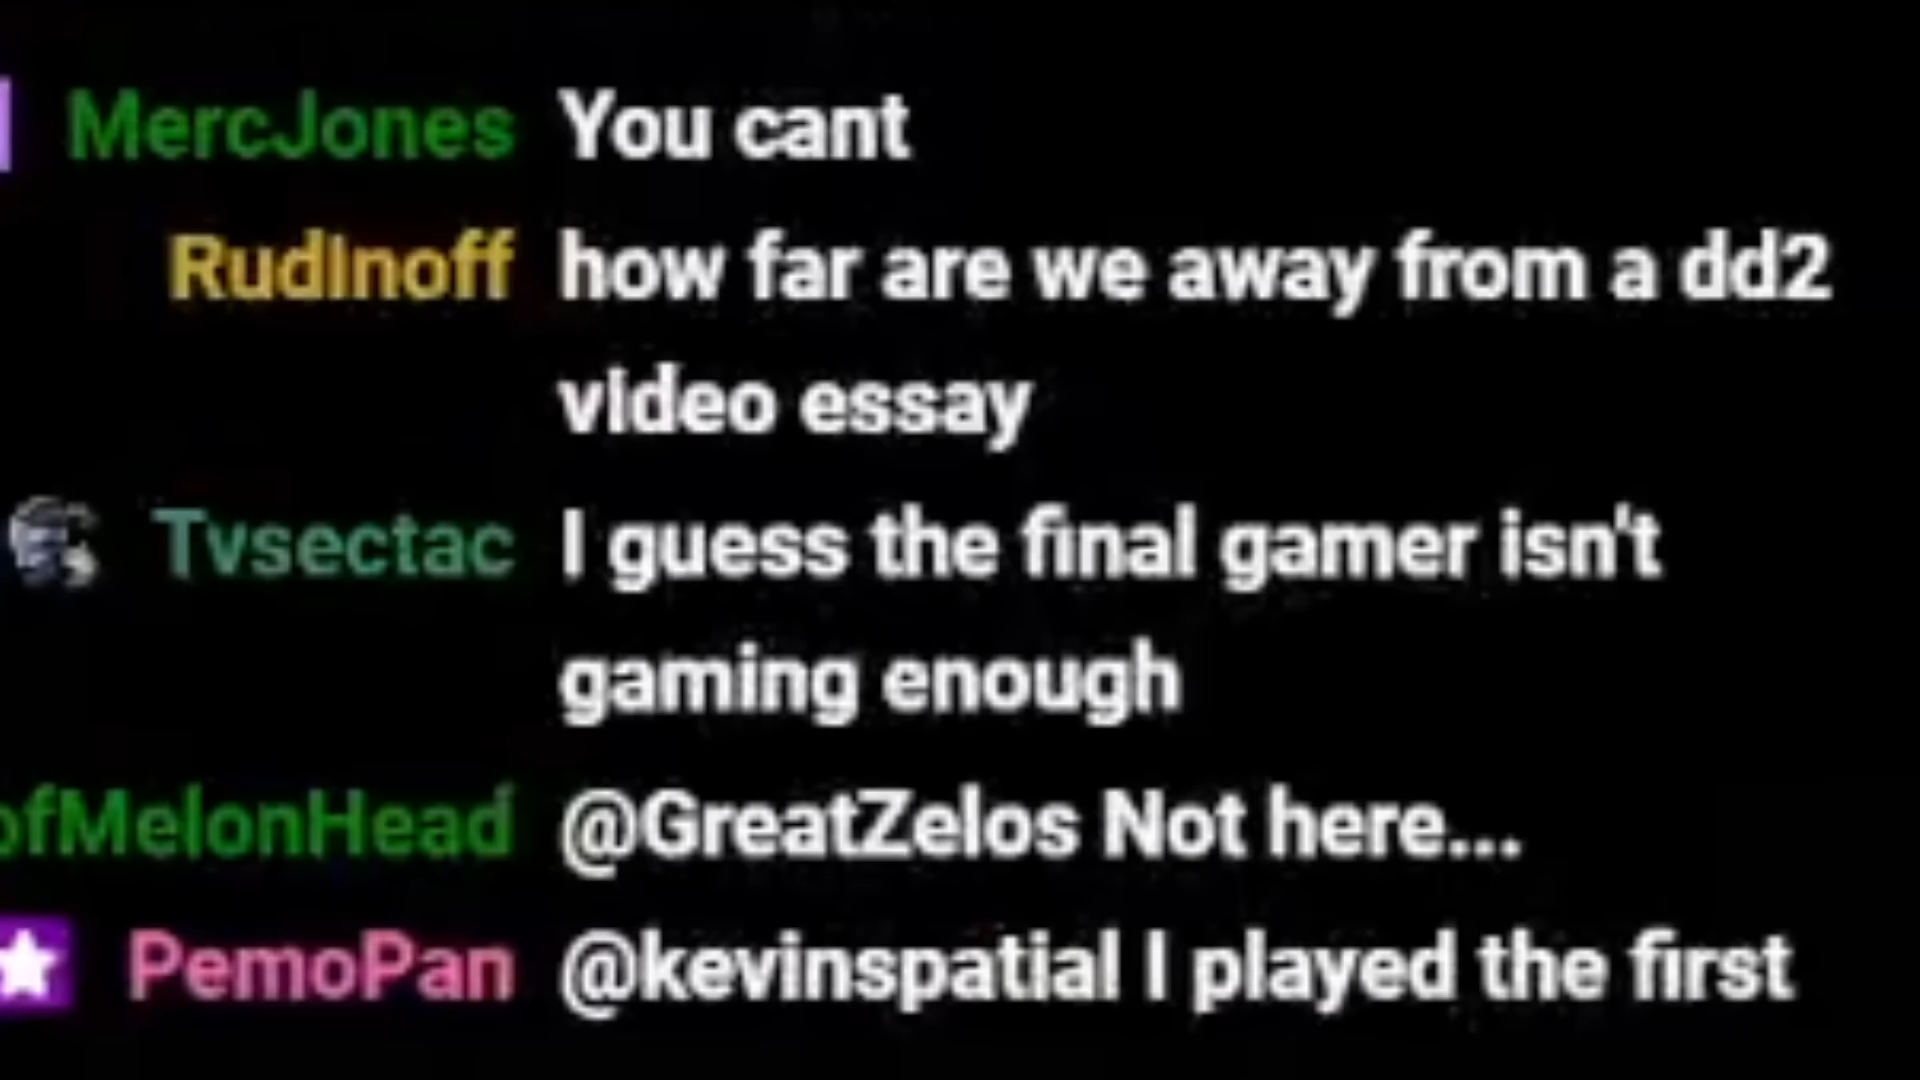 MercJones You cant
RudInoff how far are we away from a dd2
video essay
Tvsectac I guess the final gamer isn't
gaming enough
ofMelonHead @GreatZelos Not here...
PemoPan @kevinspatial I played the first